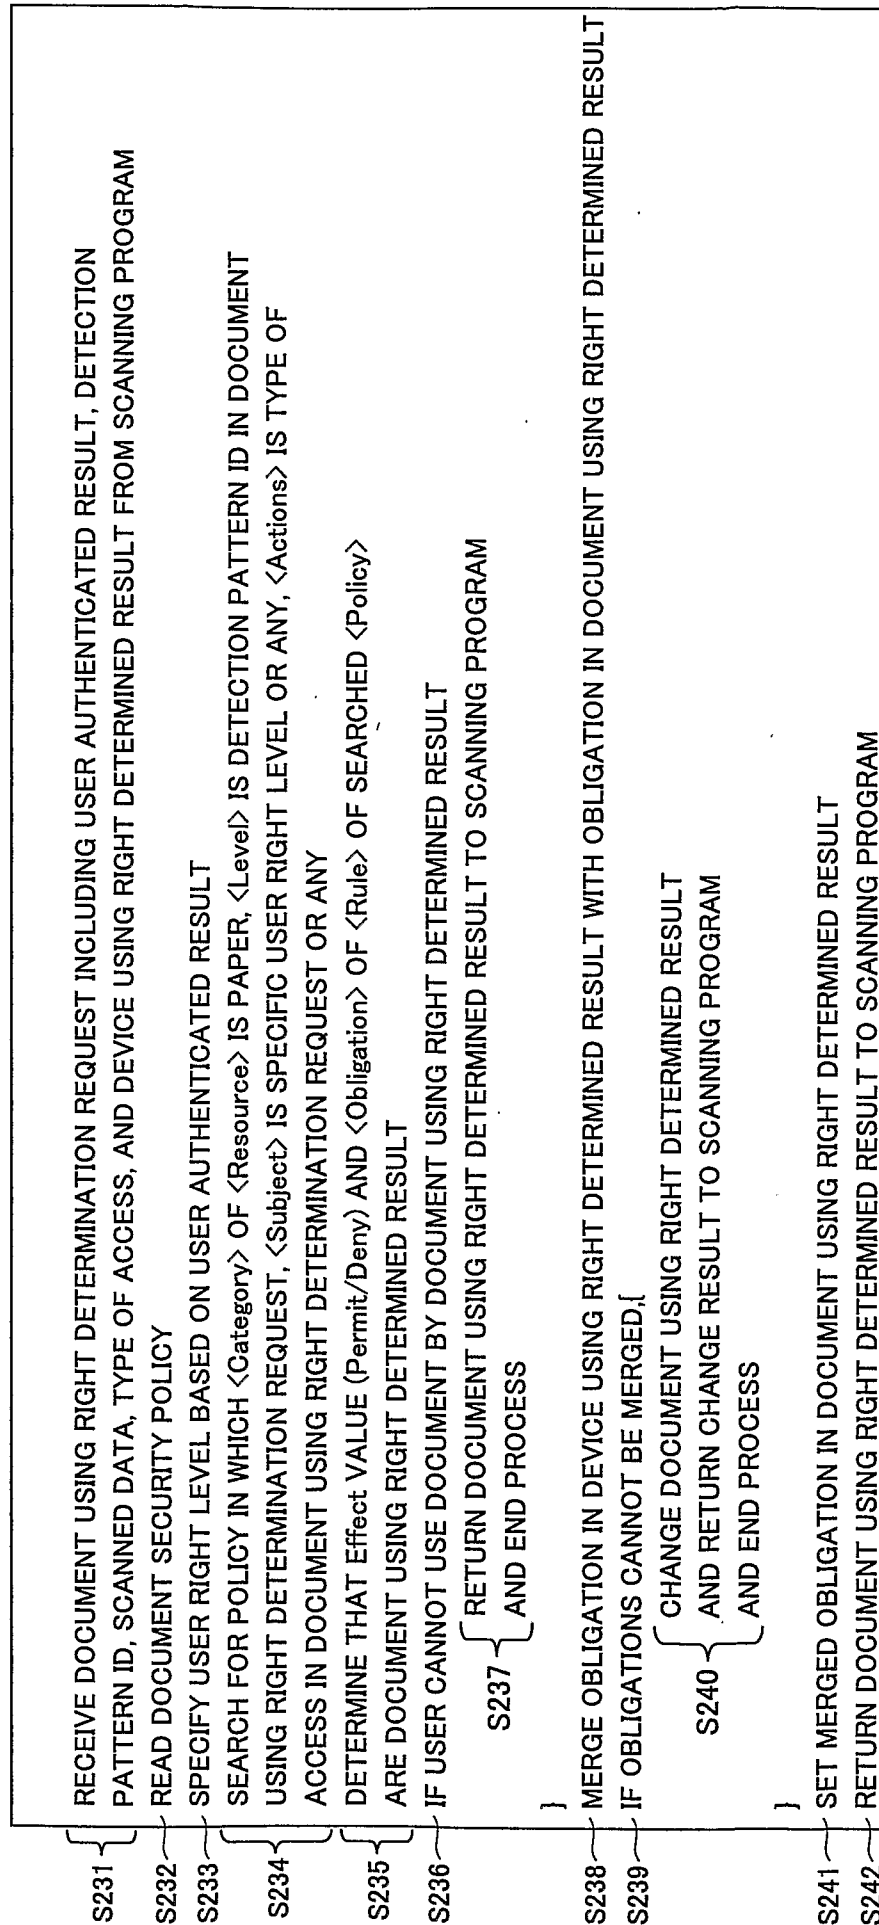 S231 RECEIVE DOCUMENT USING RIGHT DETERMINATION REQUEST INCLUDING USER AUTHENTICATED RESULT, DETECTION
PATTERN ID, SCANNED DATA, TYPE OF ACCESS, AND DEVICE USING RIGHT DETERMINED RESULT FROM SCANNING PROGRAM
S232 READ DOCUMENT SECURITY POLICY
S233 SPECIFY USER RIGHT LEVEL BASED ON USER AUTHENTICATED RESULT
S234 SEARCH FOR POLICY IN WHICH <Category> OF <Resource> IS PAPER, <Level> IS DETECTION PATTERN ID IN DOCUMENT
USING RIGHT DETERMINATION REQUEST, <Subject> IS SPECIFIC USER RIGHT LEVEL OR ANY, <Actions> IS TYPE OF
ACCESS IN DOCUMENT USING RIGHT DETERMINATION REQUEST OR ANY
S235 DETERMINE THAT Effect VALUE (Permit/Deny) AND <Obligation> OF <Rule> OF SEARCHED <Policy>
ARE DOCUMENT USING RIGHT DETERMINED RESULT
S236 IF USER CANNOT USE DOCUMENT BY DOCUMENT USING RIGHT DETERMINED RESULT
S237 RETURN DOCUMENT USING RIGHT DETERMINED RESULT TO SCANNING PROGRAM
AND END PROCESS
}
S238 MERGE OBLIGATION IN DEVICE USING RIGHT DETERMINED RESULT WITH OBLIGATION IN DOCUMENT USING RIGHT DETERMINED RESULT
S239 IF OBLIGATIONS CANNOT BE MERGED,{
S240 CHANGE DOCUMENT USING RIGHT DETERMINED RESULT
AND RETURN CHANGE RESULT TO SCANNING PROGRAM
AND END PROCESS
}
S241 SET MERGED OBLIGATION IN DOCUMENT USING RIGHT DETERMINED RESULT
S242 RETURN DOCUMENT USING RIGHT DETERMINED RESULT TO SCANNING PROGRAM